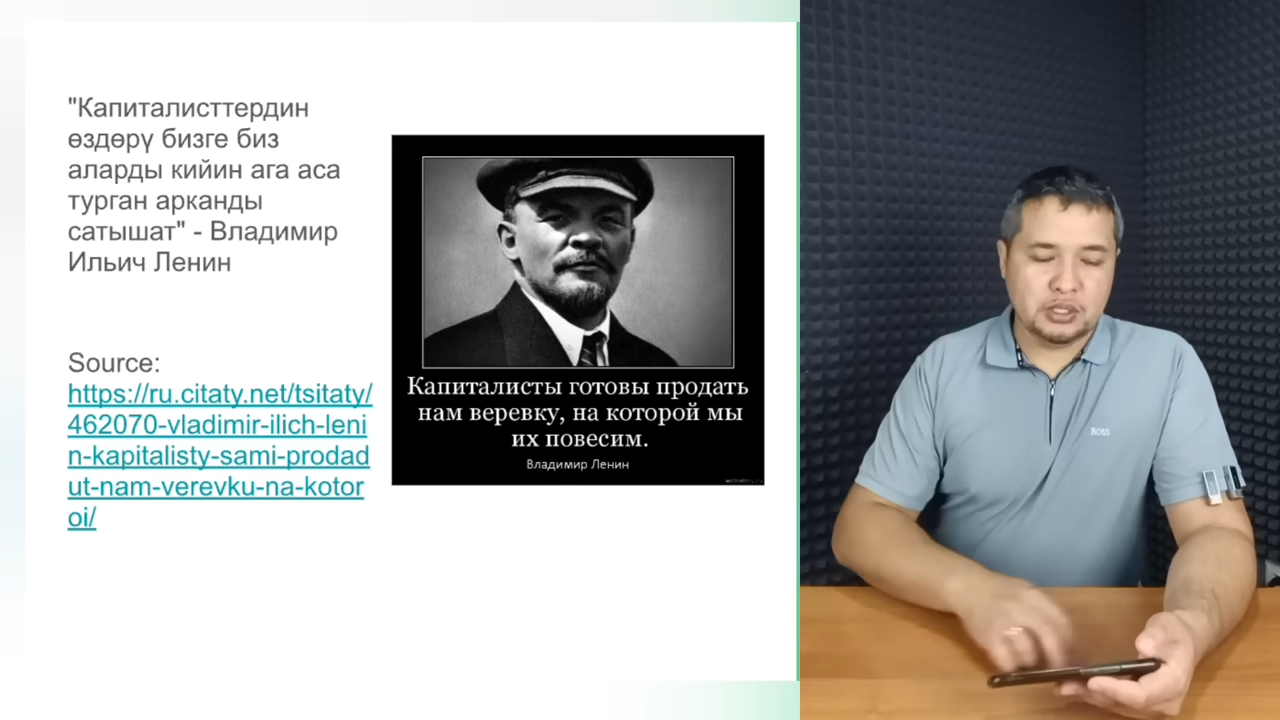 "Капиталисттердин
өздөрү бизге биз
аларды кийин ага аса
турган арканды
сатышат" - Владимир
Ильич Ленин
Source:
https://ru.citaty.net/tsitaty/
462070-vladimir-ilich-leni
n-kapitalisty-sami-prodad
ut-nam-verevku-na-kotor
oi/
Капиталисты готовы продать
нам веревку, на которой мы
их повесим.
Владимир Ленин
BOSS